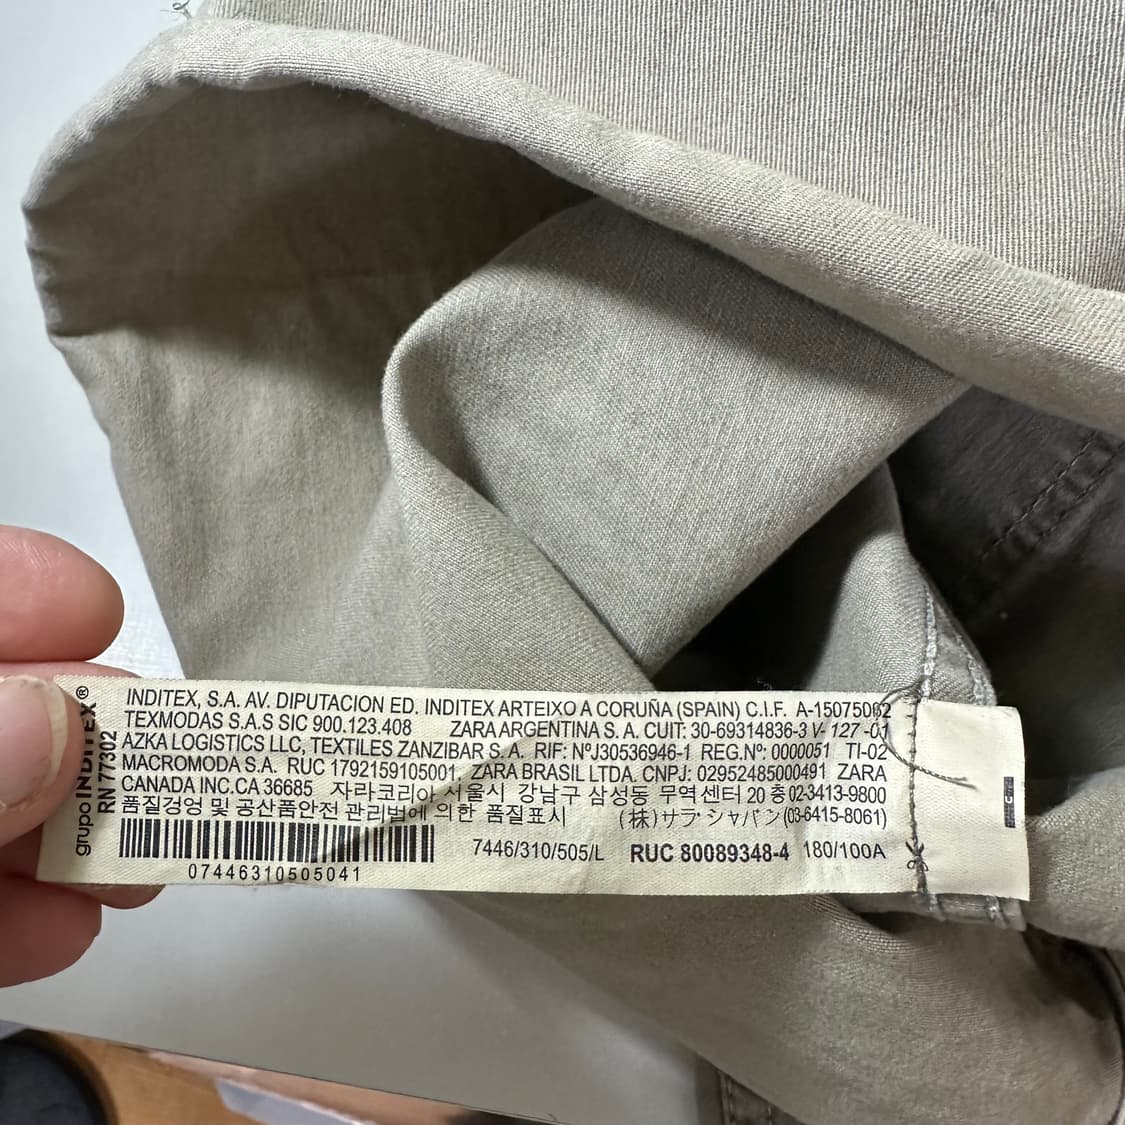 grupo INDITEX®
RN 77302
INDITEX, S.A. AV. DIPUTACION ED. INDITEX ARTEIXO A CORUÑA (SPAIN) C.I.F. A-15075062
TEXMODAS S.A.S SIC 900.123.408 ZARA ARGENTINA S. A. CUIT: 30-69314836-3 V- 127 -01
AZKA LOGISTICS LLC, TEXTILES ZANZIBAR S. A. RIF: NºJ30536946-1 REG.Nº: 0000051 TI-02
MACROMODA S.A. RUC 1792159105001. ZARA BRASIL LTDA. CNPJ: 02952485000491 ZARA
CANADA INC.CA 36685 자라코리아 서울시 강남구 삼성동 무역센터 20 층 02-3413-9800
품질겅엉 및 공산품안전 관리법에 의한 품질표시 (株)サラ・ジャパン(03-6415-8061)
07446310505041
7446/310/505/L RUC 80089348-4 180/100A